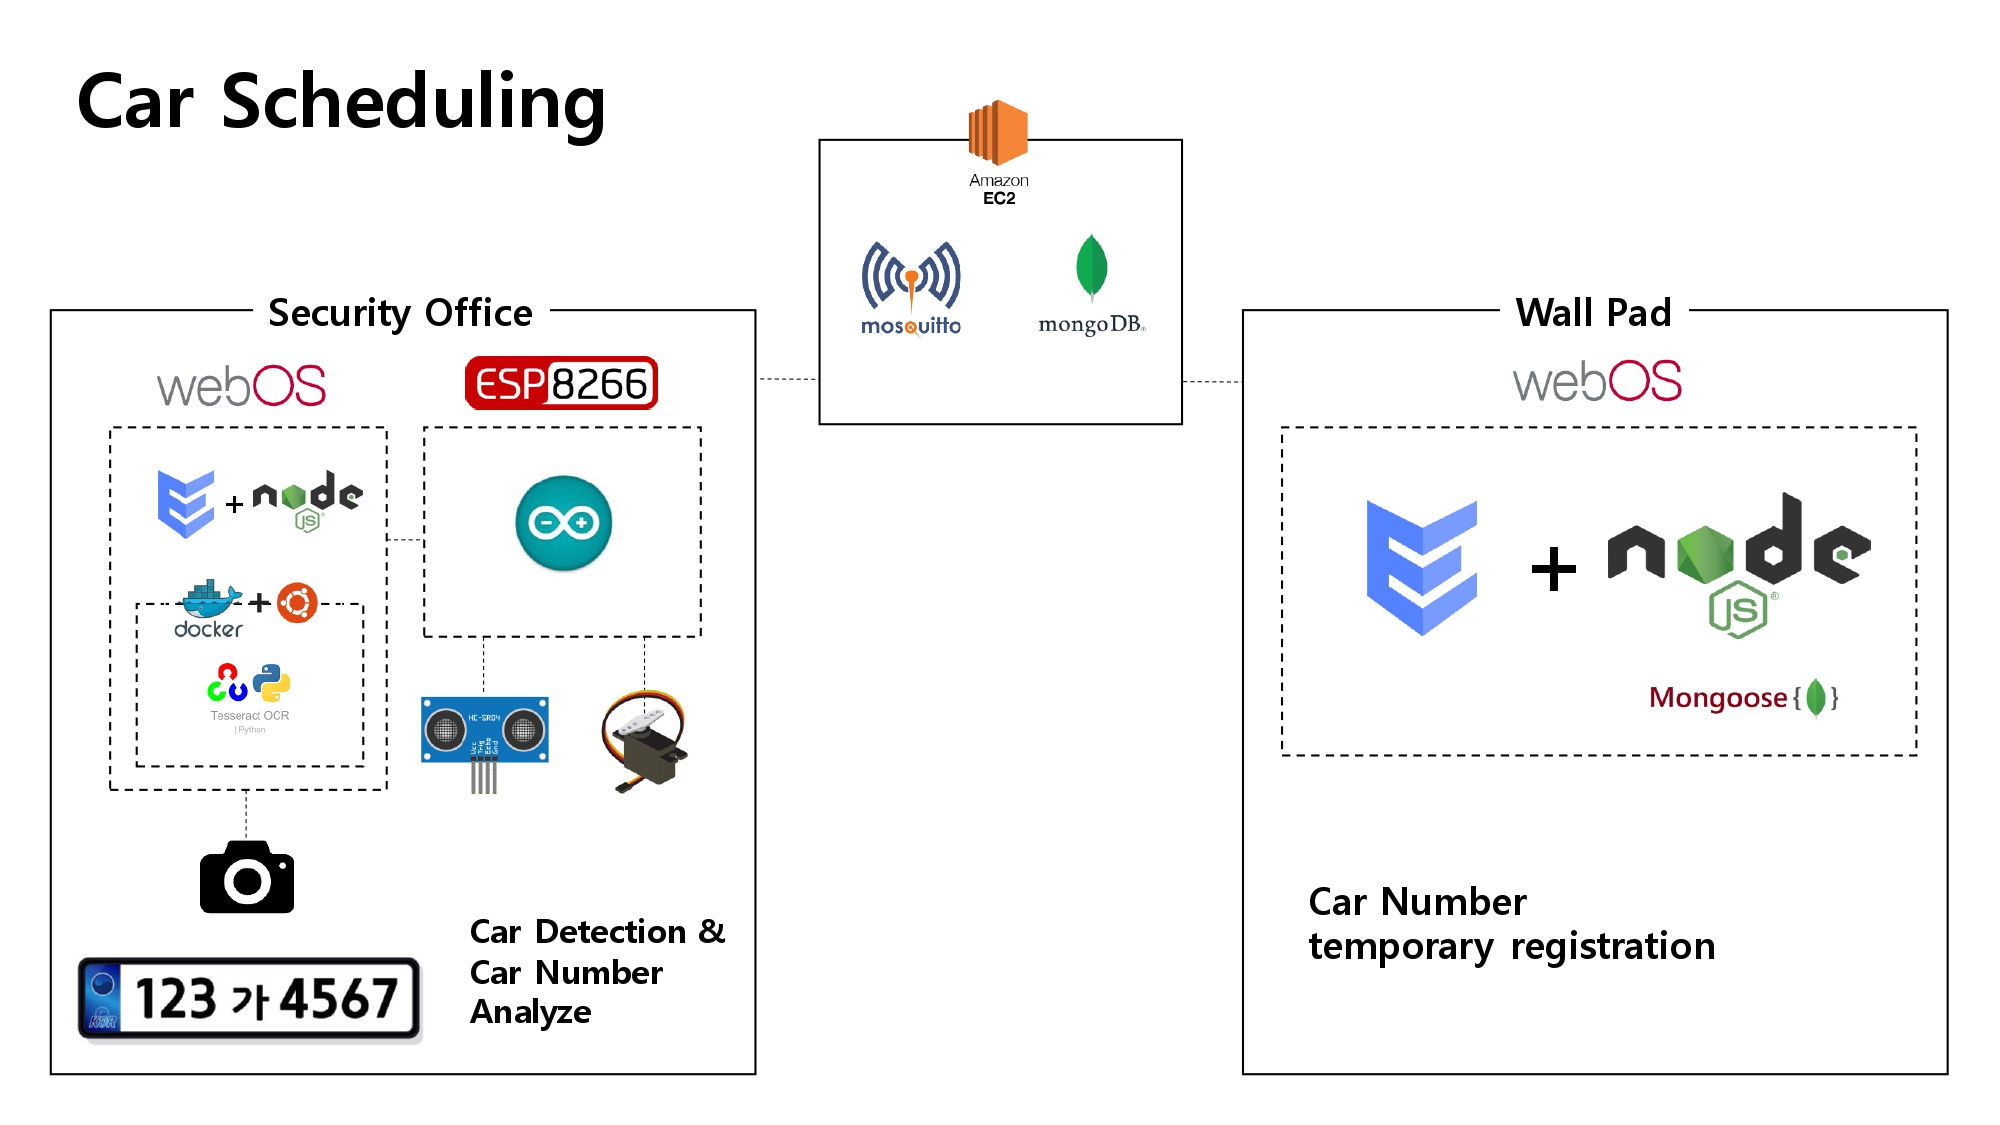 Car Scheduling
Amazon
EC2
mosquitto
mongoDB®
Security Office
webOS
ESP8266
+ node
JS
docker +
Tesseract OCR
| Python
HC-SR04
Vcc
Trig
Echo
Gnd
KOR
123 가 4567
Car Detection &
Car Number
Analyze
Wall Pad
webOS
+ node
JS®
Mongoose{ }
Car Number
temporary registration